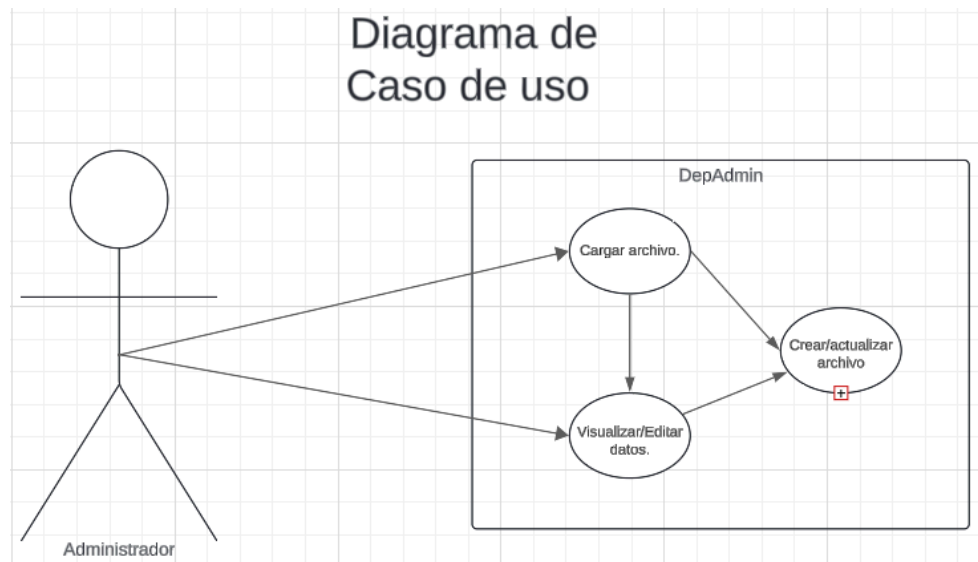 Diagrama de
Caso de uso
DepAdmin
Cargar archivo.
Crear/actualizar
archivo
Visualizar/Editar
datos.
Administrador